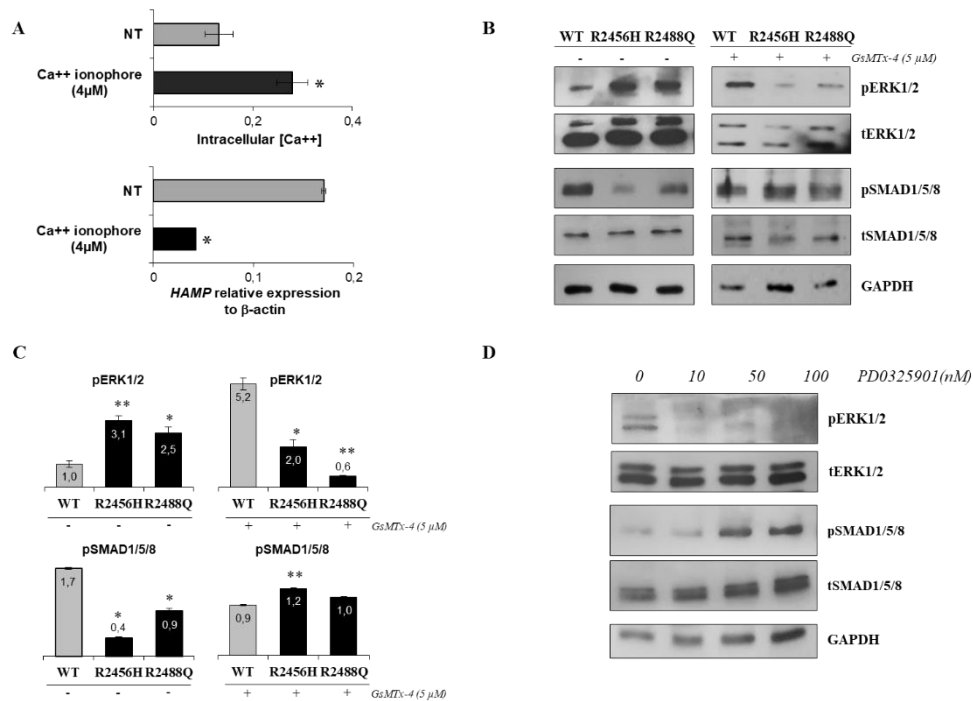 A
NT
Ca++ ionophore
(4µM)
*
0
0,2
0,4
Intracellular [Ca++]
NT
Ca++ ionophore
(4µM)
*
0
0,1
0,2
HAMP relative expression
to β-actin
B
WT R2456H R2488Q
WT R2456H R2488Q
- - -
+ + + GsMTx-4 (5 µM)
pERK1/2
tERK1/2
pSMAD1/5/8
tSMAD1/5/8
GAPDH
C
pERK1/2
1,0
**
3,1
*
2,5
WT R2456H R2488Q
- - -
pERK1/2
5,2
*
2,0
**
0,6
WT R2456H R2488Q
+ + + GsMTx-4 (5 µM)
pSMAD1/5/8
1,7
*
0,4
*
0,9
WT R2456H R2488Q
- - -
pSMAD1/5/8
0,9
**
1,2
1,0
WT R2456H R2488Q
+ + + GsMTx-4 (5 µM)
D
0 10 50 100 PD0325901(nM)
pERK1/2
tERK1/2
pSMAD1/5/8
tSMAD1/5/8
GAPDH